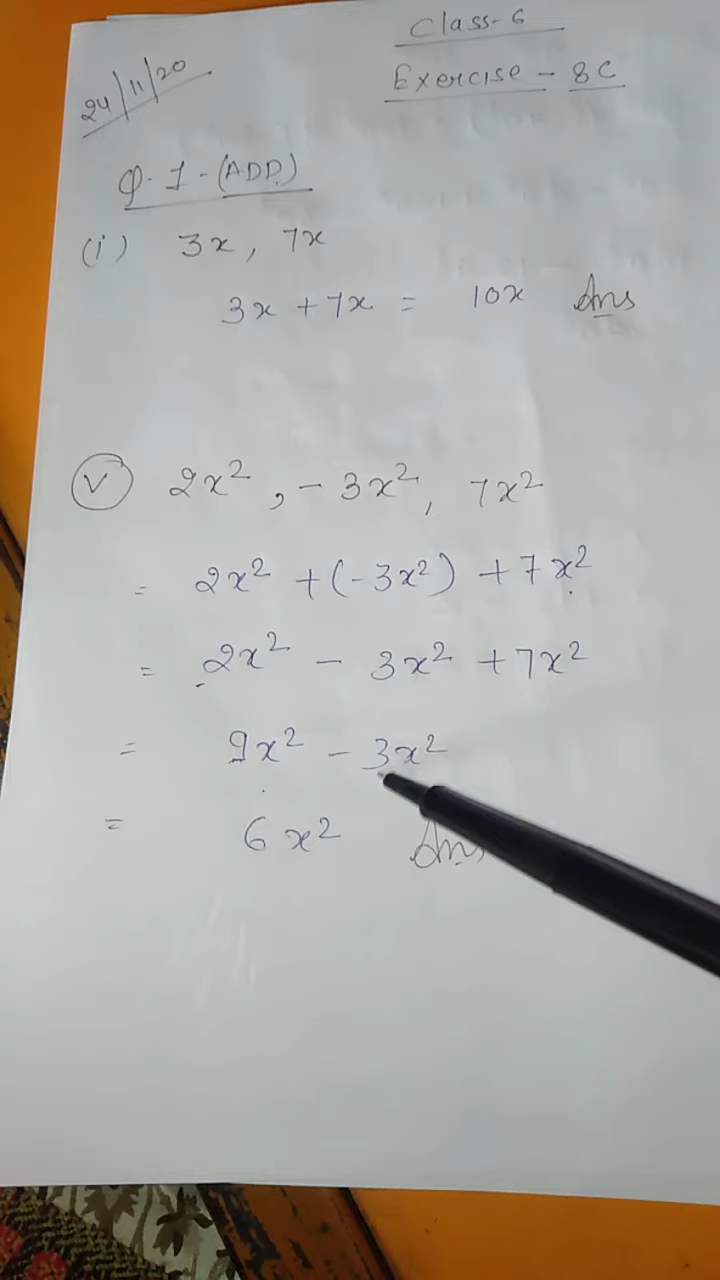 Class-6
24/11/20
Exercise - 8C
Q.1-(ADD)
(i) 3x, 7x
3x + 7x = 10x Ans
(v) 2x², -3x², 7x²
= 2x² + (-3x²) + 7x²
= 2x² - 3x² + 7x²
= 9x² - 3x²
= 6x² Ans